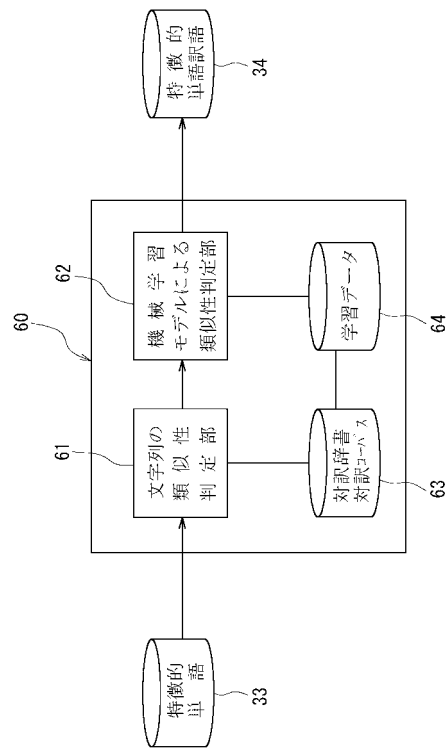 60
61
文字列の
類似性
判定部
62
機械学習
モデルによる
類似性判定部
特徴的
単語
33
特徴的
単語訳語
34
対訳辞書
対訳コーパス
63
学習データ
64